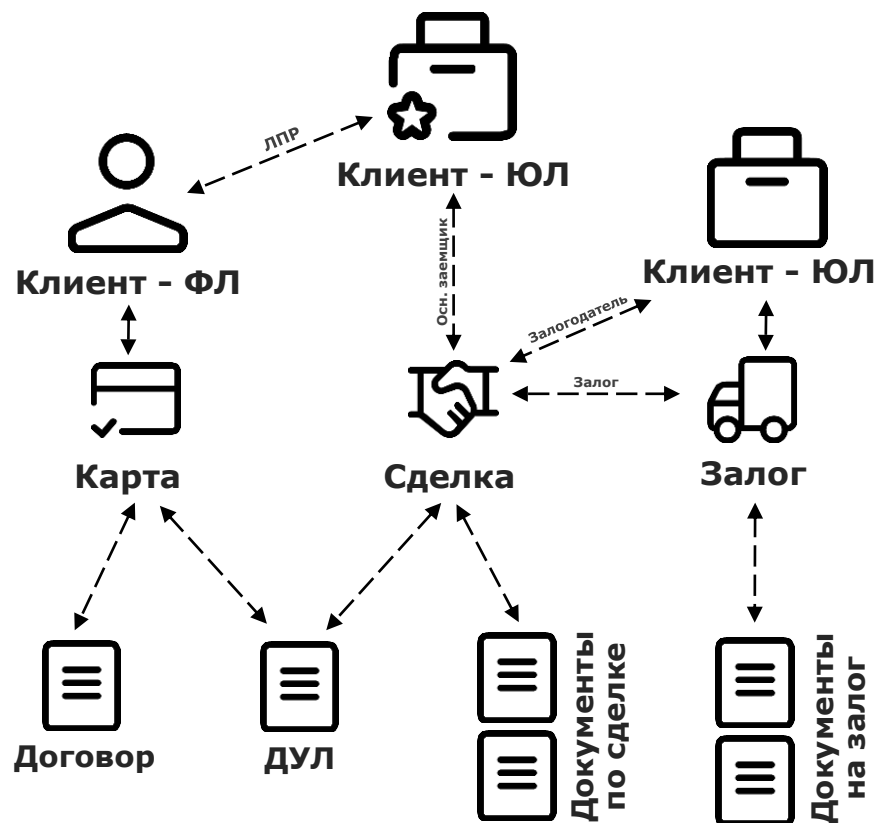 ЛПР
Клиент - ЮЛ
Клиент - ФЛ
Осн. заемщик
Клиент - ЮЛ
Залогодатель
Залог
Карта
Сделка
Залог
Договор
ДУЛ
Документы
по сделке
Документы
на залог